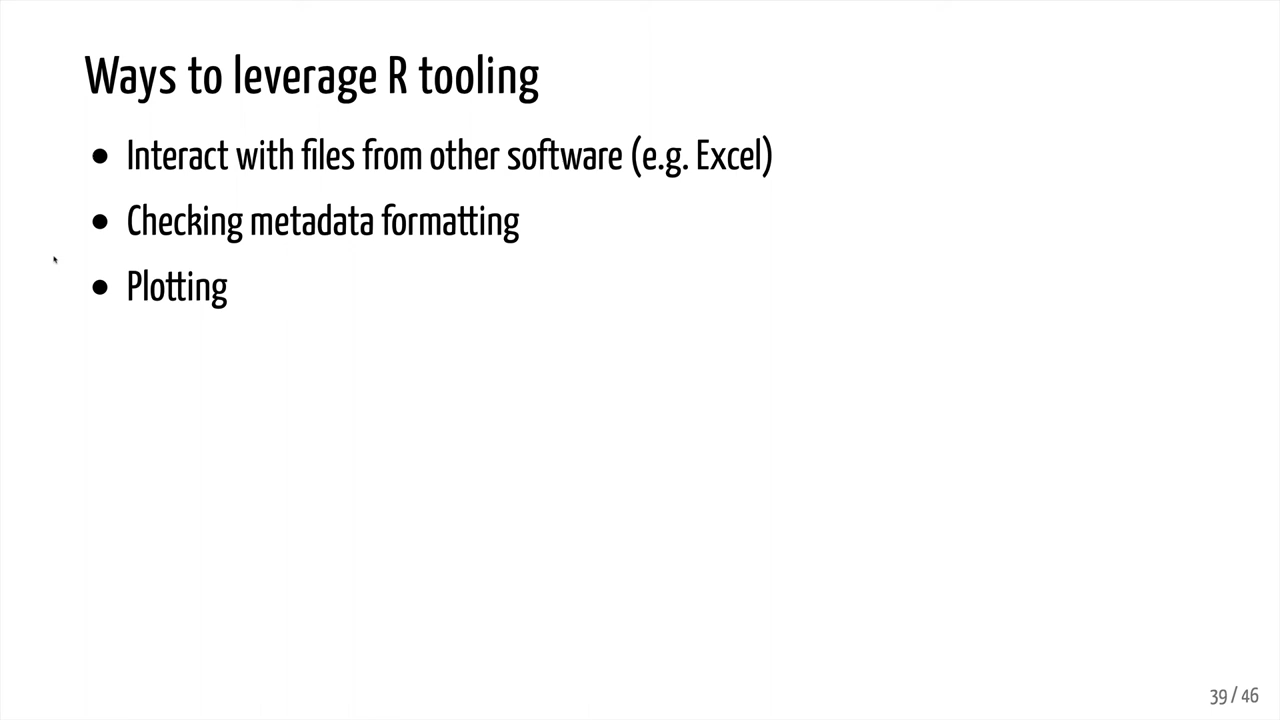 Ways to leverage R tooling
• Interact with files from other software (e.g. Excel)
• Checking metadata formatting
• Plotting
39 / 46